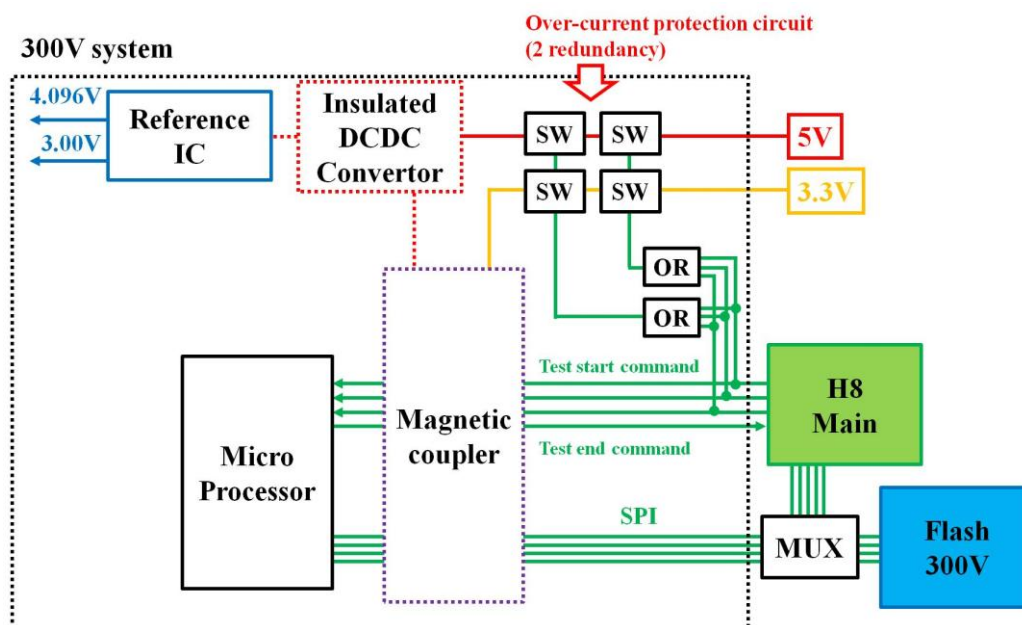 Over-current protection circuit
(2 redundancy)
300V system
4.096V
3.00V
Reference
IC
Insulated
DCDC
Convertor
SW
SW
5V
SW
SW
3.3V
OR
OR
Test start command
H8
Main
Magnetic
coupler
Micro
Processor
Test end command
SPI
MUX
Flash
300V